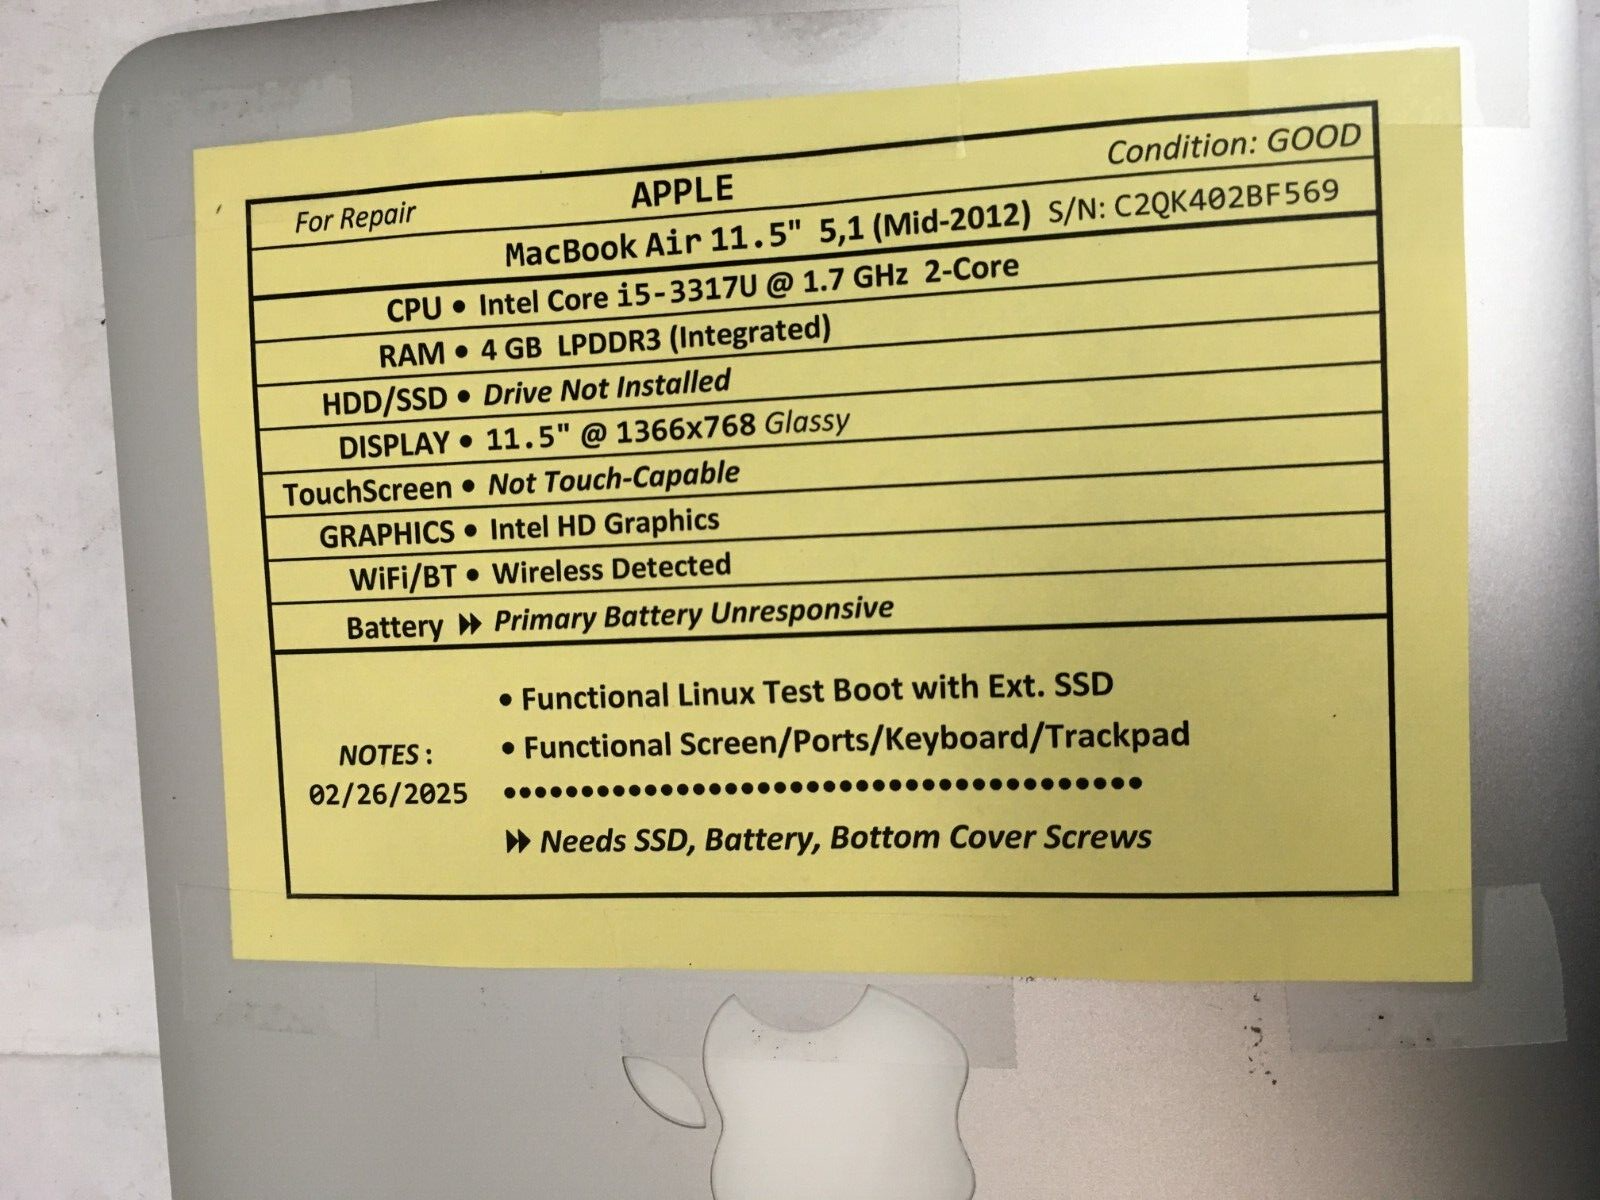 For Repair APPLE Condition: GOOD
MacBook Air 11.5" 5,1 (Mid-2012) S/N: C2QK402BF569
CPU • Intel Core i5-3317U @ 1.7 GHz 2-Core
RAM • 4 GB LPDDR3 (Integrated)
HDD/SSD • Drive Not Installed
DISPLAY • 11.5" @ 1366x768 Glassy
TouchScreen • Not Touch-Capable
GRAPHICS • Intel HD Graphics
WiFi/BT • Wireless Detected
Battery ⏩ Primary Battery Unresponsive
• Functional Linux Test Boot with Ext. SSD
NOTES : • Functional Screen/Ports/Keyboard/Trackpad
02/26/2025 ••••••••••••••••••••••••••••••••••••••••••
⏩ Needs SSD, Battery, Bottom Cover Screws